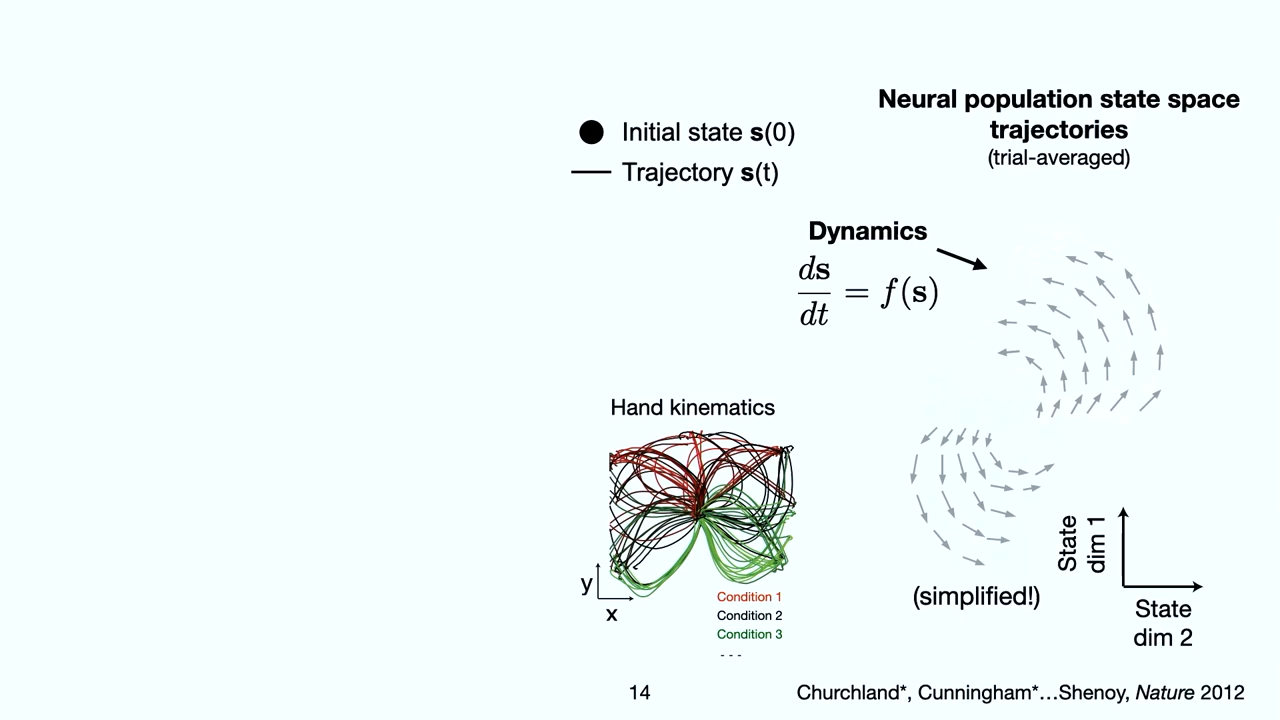 Neural population state space
trajectories
(trial-averaged)
Initial state s(0)
Trajectory s(t)
Dynamics
ds/dt = f(s)
Hand kinematics
y
x
Condition 1
Condition 2
Condition 3
- - -
(simplified!)
State
dim 1
State
dim 2
14
Churchland*, Cunningham*…Shenoy, Nature 2012